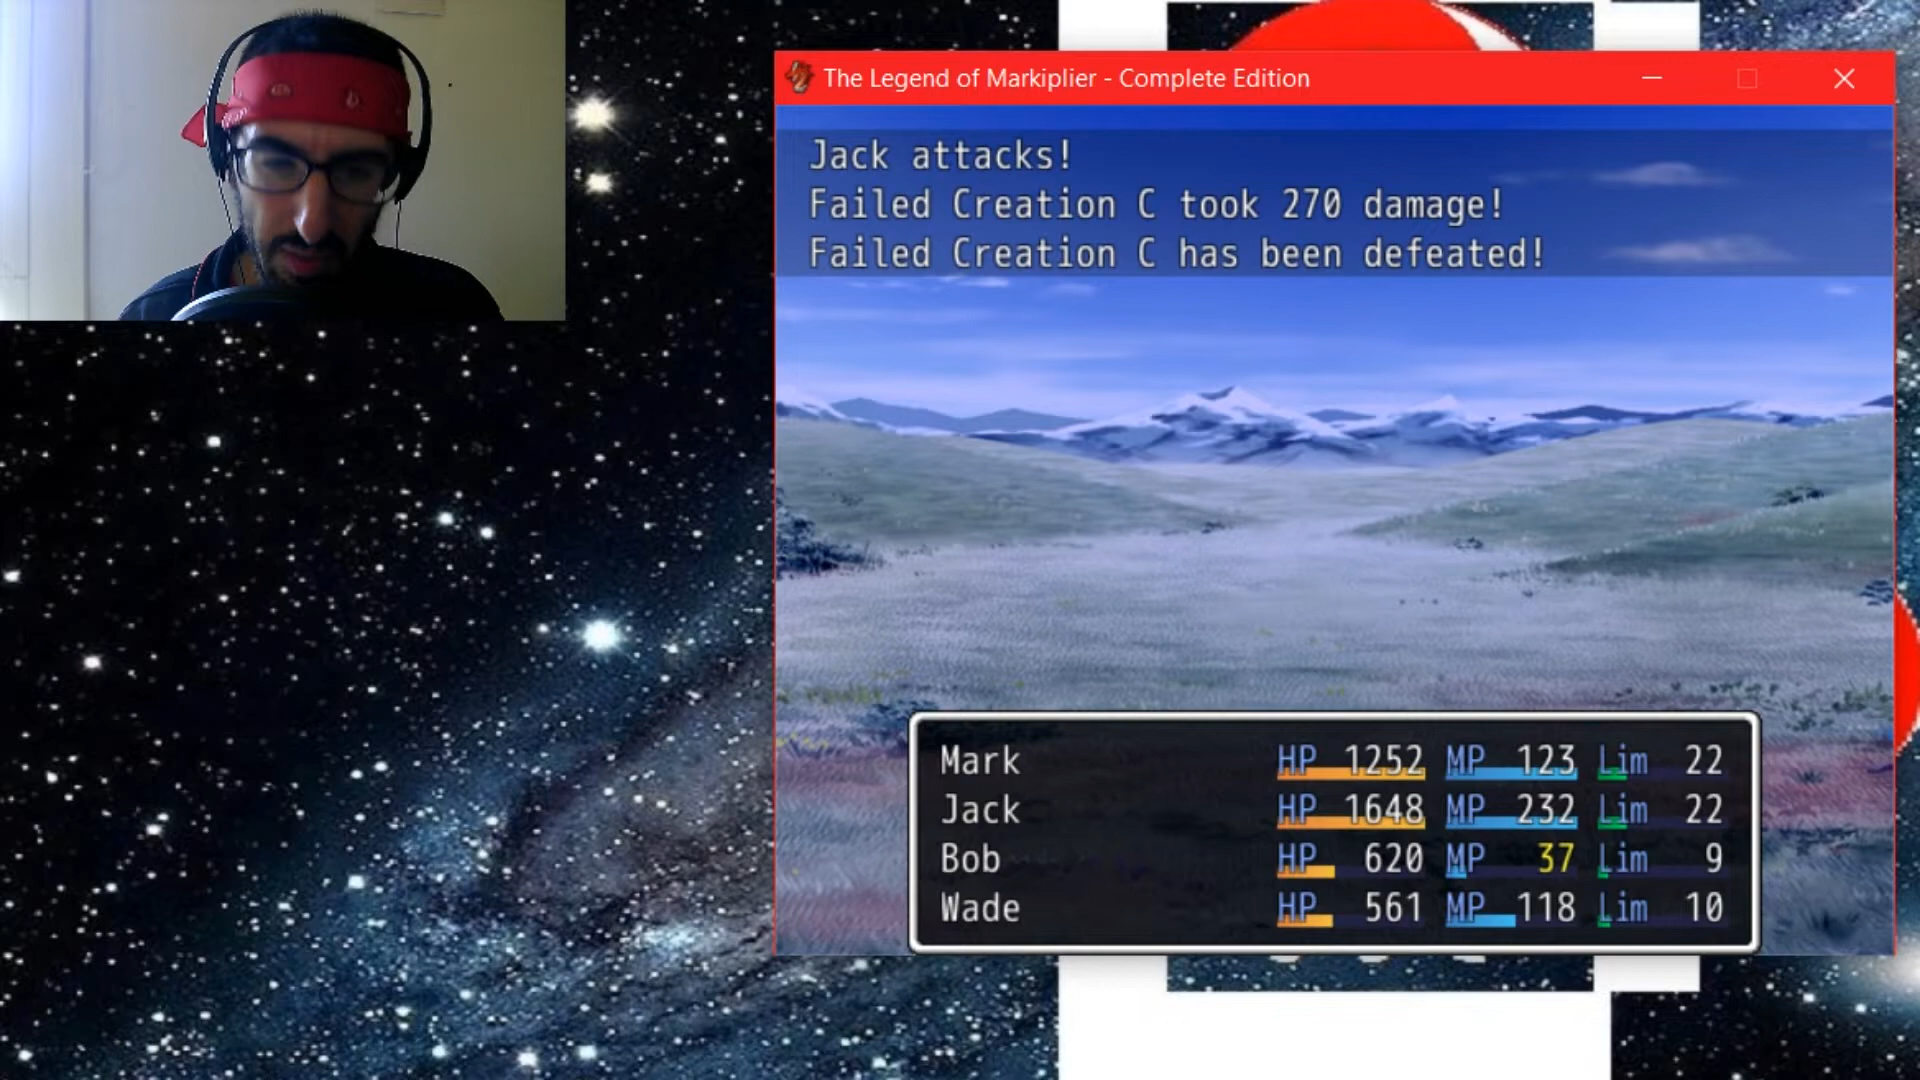 The Legend of Markiplier - Complete Edition
Jack attacks!
Failed Creation C took 270 damage!
Failed Creation C has been defeated!
Mark HP 1252 MP 123 Lim 22
Jack HP 1648 MP 232 Lim 22
Bob HP 620 MP 37 Lim 9
Wade HP 561 MP 118 Lim 10